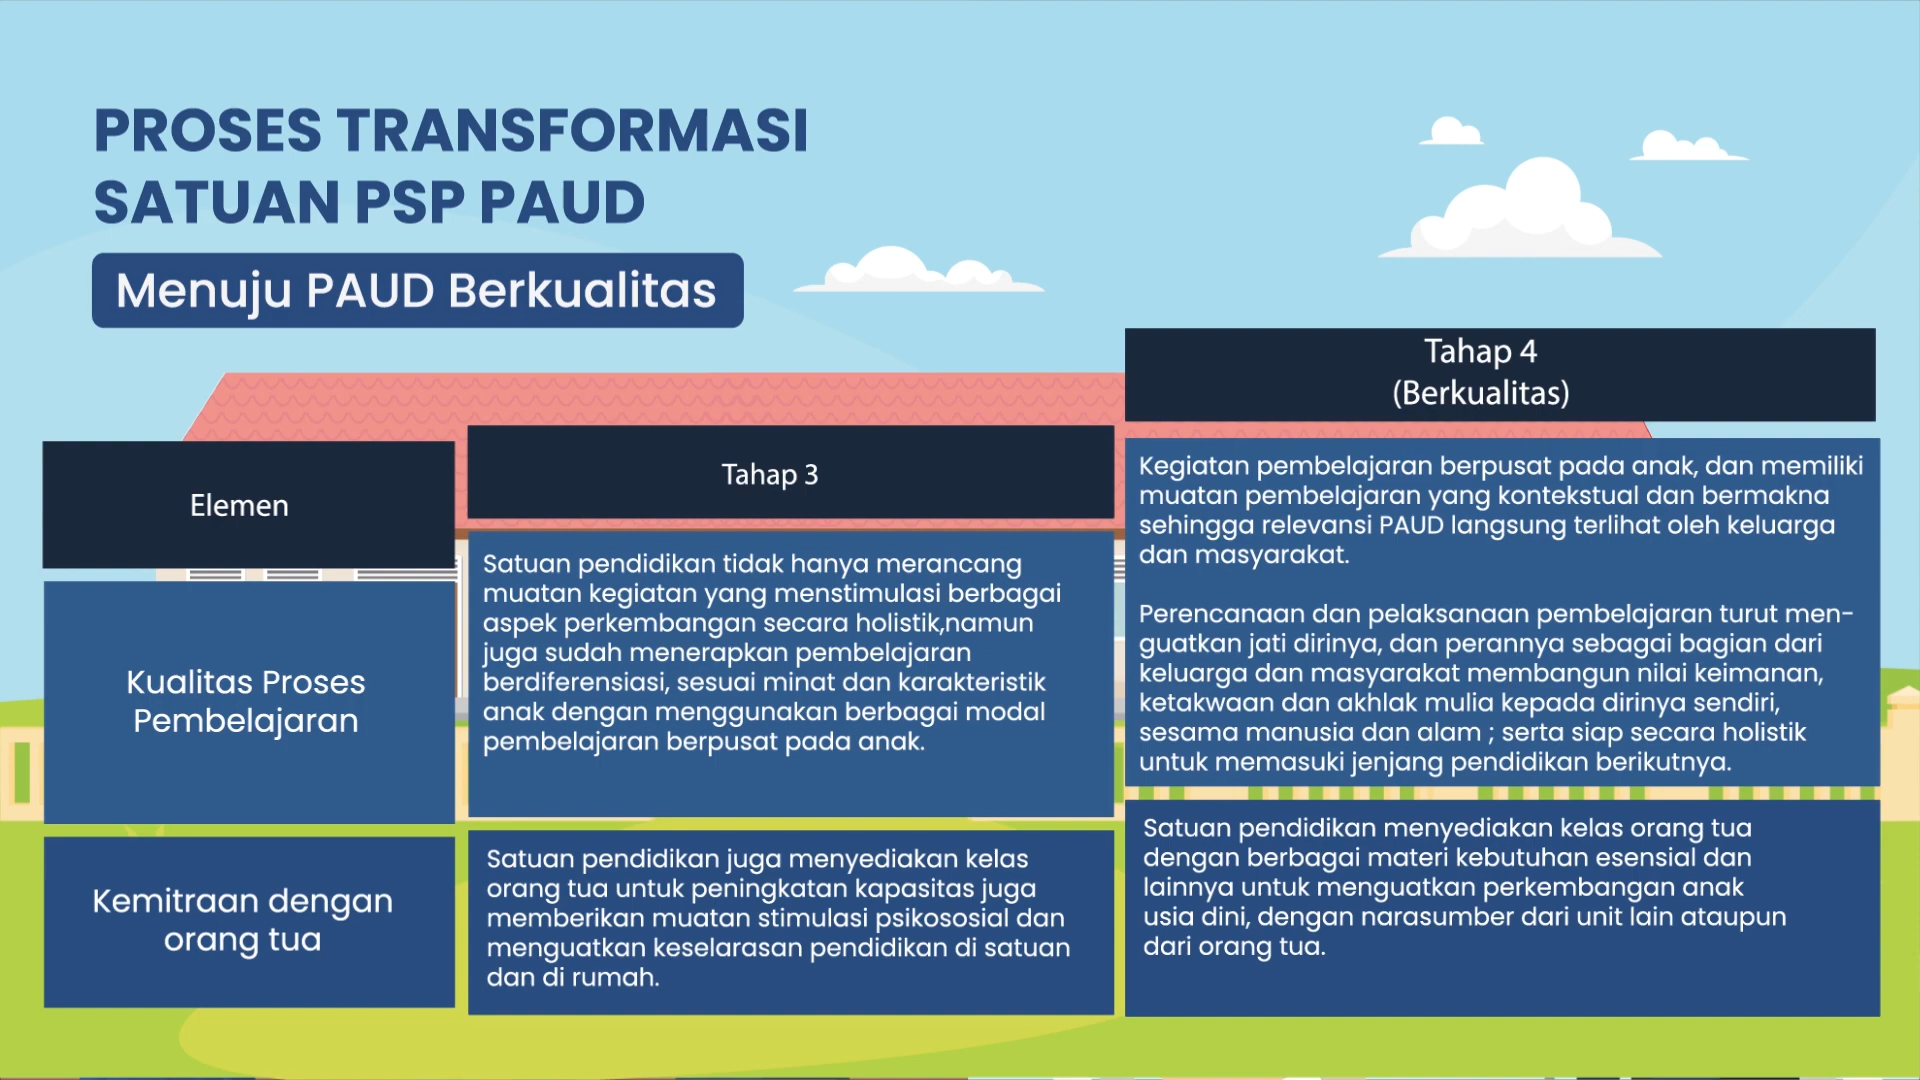 PROSES TRANSFORMASI
SATUAN PSP PAUD
Menuju PAUD Berkualitas
Elemen
Tahap 3
Tahap 4
(Berkualitas)
Kualitas Proses
Pembelajaran
Satuan pendidikan tidak hanya merancang
muatan kegiatan yang menstimulasi berbagai
aspek perkembangan secara holistik,namun
juga sudah menerapkan pembelajaran
berdiferensiasi, sesuai minat dan karakteristik
anak dengan menggunakan berbagai modal
pembelajaran berpusat pada anak.
Kegiatan pembelajaran berpusat pada anak, dan memiliki
muatan pembelajaran yang kontekstual dan bermakna
sehingga relevansi PAUD langsung terlihat oleh keluarga
dan masyarakat.
Perencanaan dan pelaksanaan pembelajaran turut men-
guatkan jati dirinya, dan perannya sebagai bagian dari
keluarga dan masyarakat membangun nilai keimanan,
ketakwaan dan akhlak mulia kepada dirinya sendiri,
sesama manusia dan alam ; serta siap secara holistik
untuk memasuki jenjang pendidikan berikutnya.
Kemitraan dengan
orang tua
Satuan pendidikan juga menyediakan kelas
orang tua untuk peningkatan kapasitas juga
memberikan muatan stimulasi psikososial dan
menguatkan keselarasan pendidikan di satuan
dan di rumah.
Satuan pendidikan menyediakan kelas orang tua
dengan berbagai materi kebutuhan esensial dan
lainnya untuk menguatkan perkembangan anak
usia dini, dengan narasumber dari unit lain ataupun
dari orang tua.